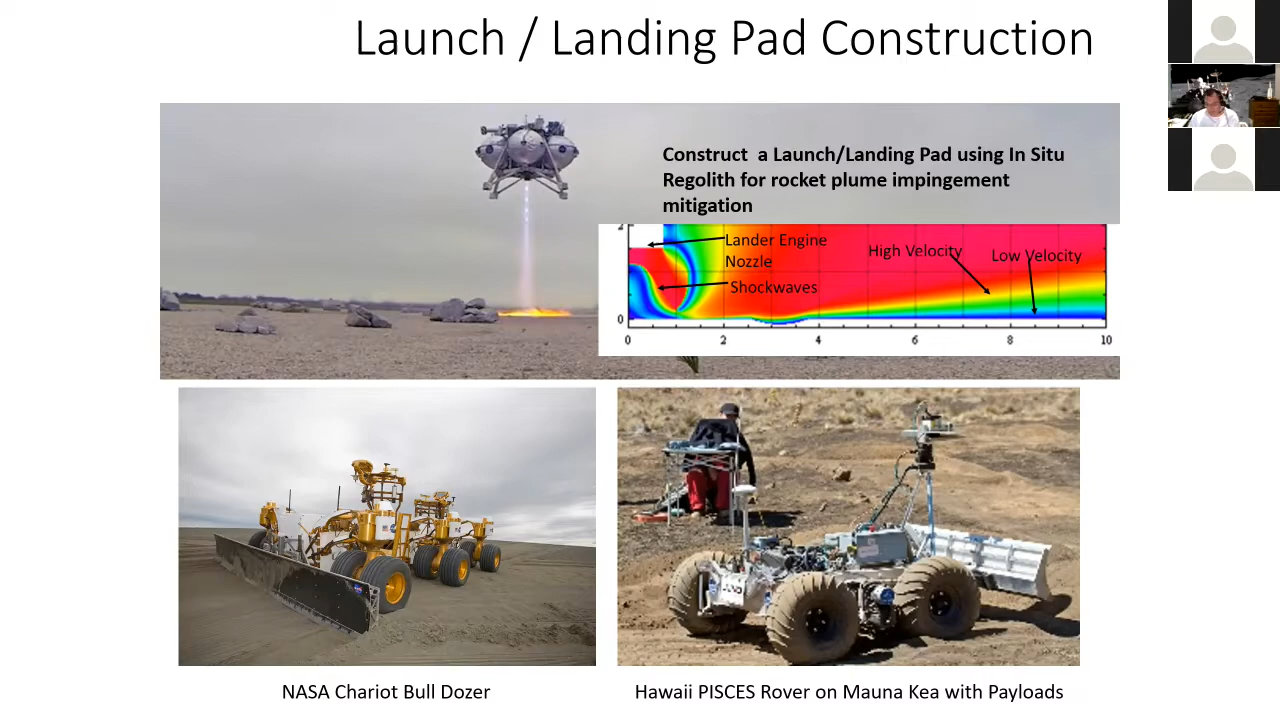 Launch / Landing Pad Construction
Construct a Launch/Landing Pad using In Situ
Regolith for rocket plume impingement
mitigation
Lander Engine
Nozzle
Shockwaves
High Velocity
Low Velocity
0
0 2 4 6 8 10
NASA Chariot Bull Dozer
Hawaii PISCES Rover on Mauna Kea with Payloads